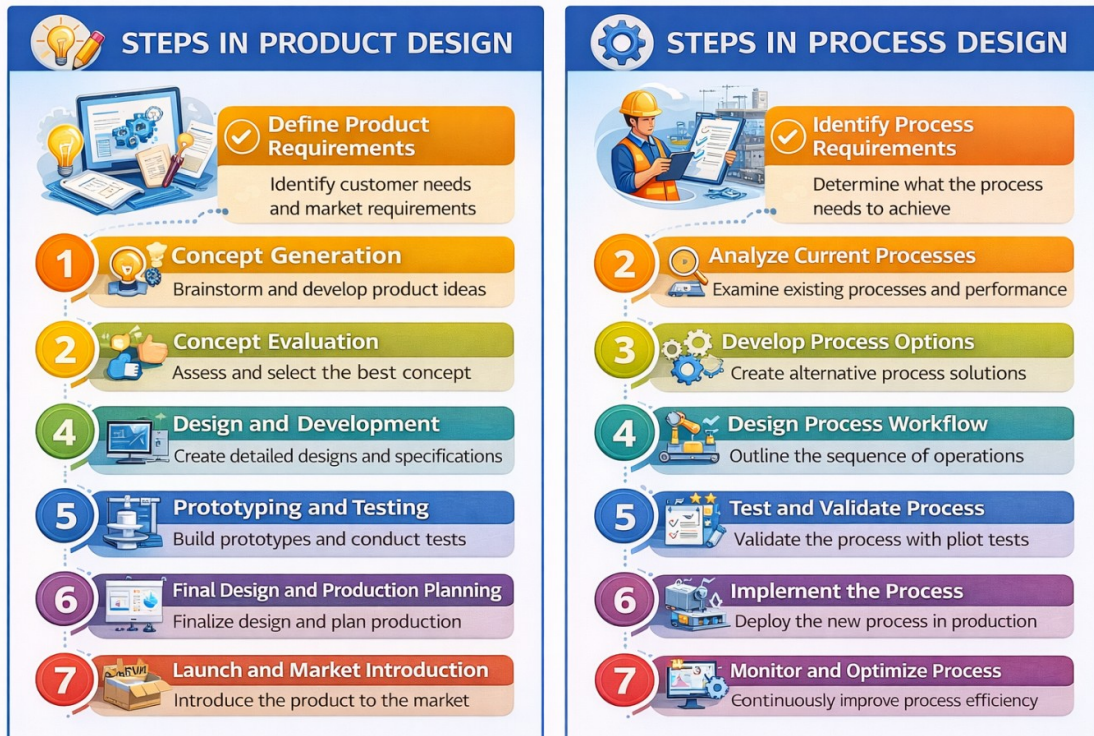 STEPS IN PRODUCT DESIGN
Define Product
Requirements
Identify customer needs
and market requirements
1
Concept Generation
Brainstorm and develop product ideas
2
Concept Evaluation
Assess and select the best concept
4
Design and Development
Create detailed designs and specifications
5
Prototyping and Testing
Build prototypes and conduct tests
6
Final Design and Production Planning
Finalize design and plan production
7
Launch and Market Introduction
Introduce the product to the market
STEPS IN PROCESS DESIGN
Identify Process
Requirements
Determine what the process
needs to achieve
2
Analyze Current Processes
Examine existing processes and performance
3
Develop Process Options
Create alternative process solutions
4
Design Process Workflow
Outline the sequence of operations
5
Test and Validate Process
Validate the process with pliot tests
6
Implement the Process
Deploy the new process in production
7
Monitor and Optimize Process
Continuously improve process efficiency